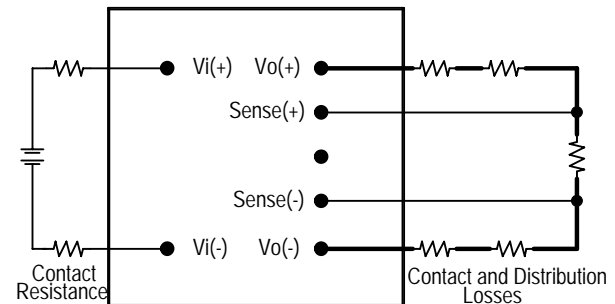 Vi(+) Vo(+)
Sense(+)
Sense(-)
Vi(-) Vo(-)
Contact
Resistance
Contact and Distribution
Losses